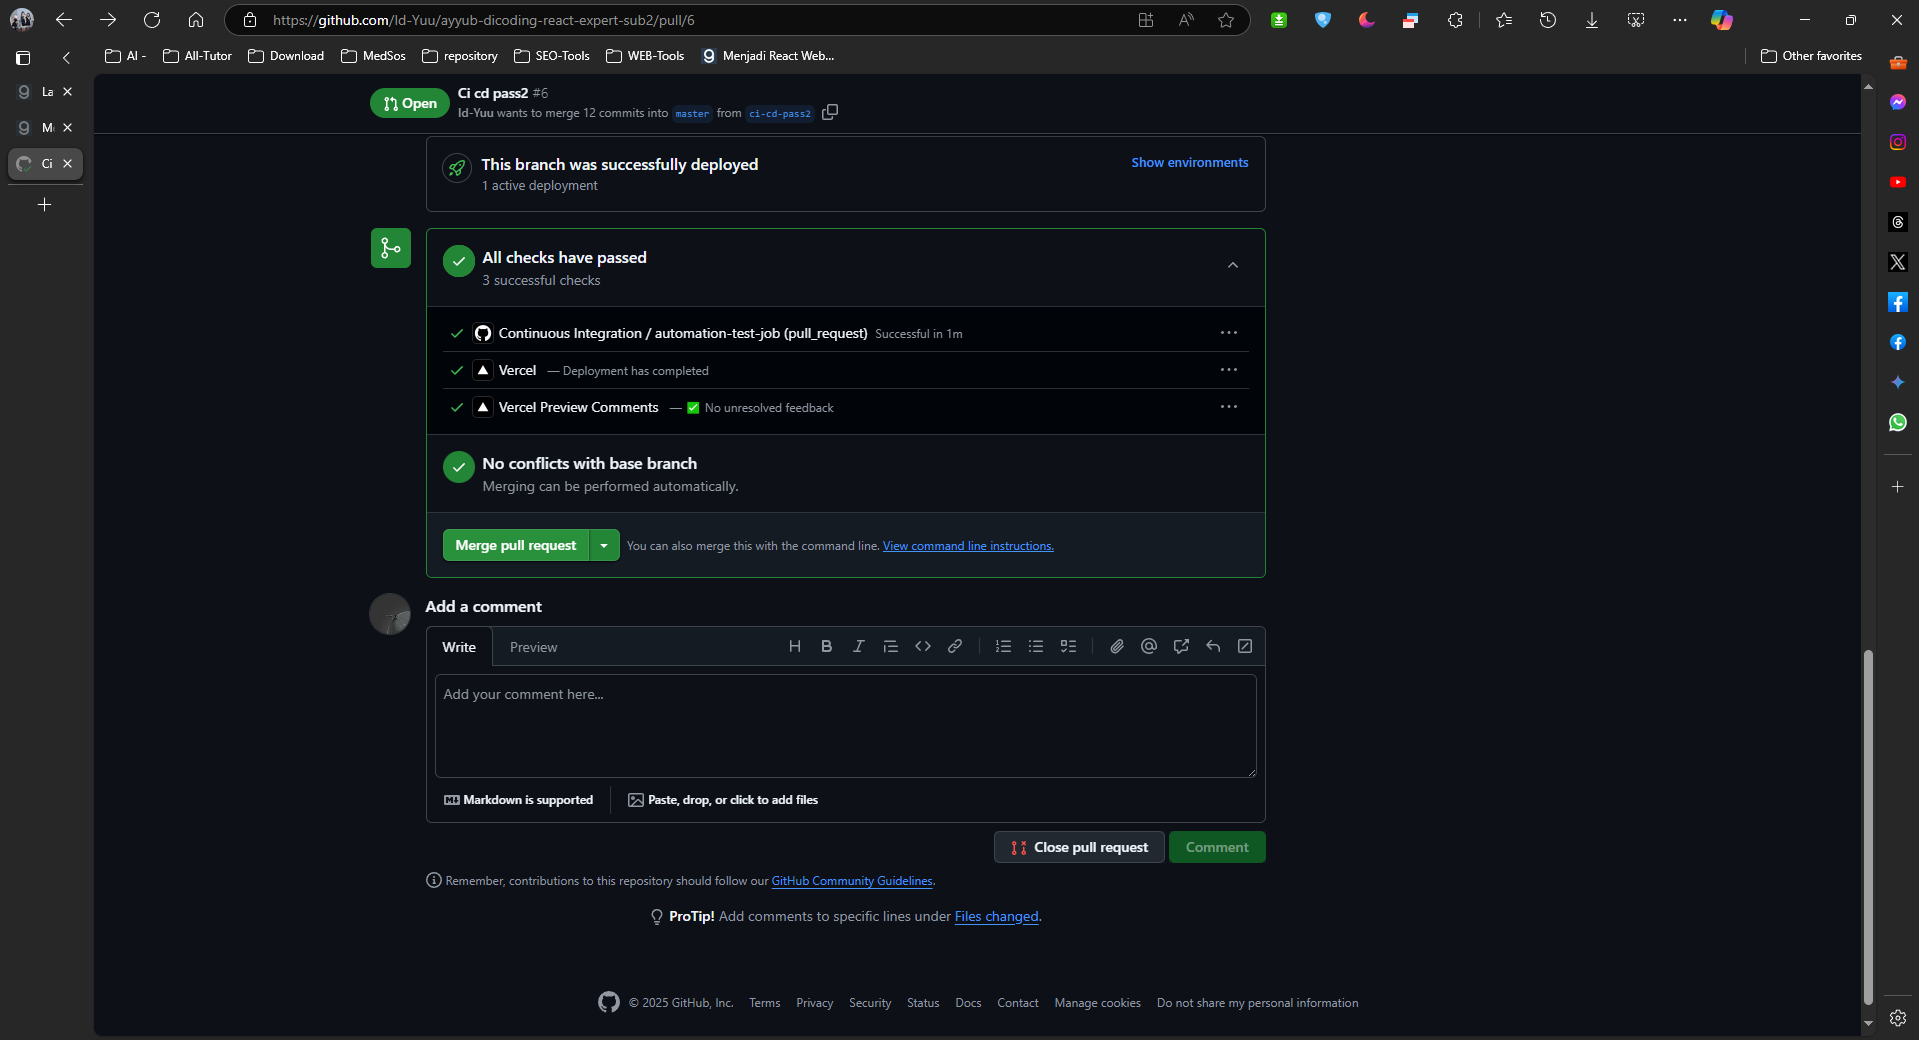 https://github.com/Id-Yuu/ayyub-dicoding-react-expert-sub2/pull/6
AI -
All-Tutor
Download
MedSos
repository
SEO-Tools
WEB-Tools
Menjadi React Web...
Other favorites
La
M
Ci
Open
Ci cd pass2 #6
Id-Yuu wants to merge 12 commits into master from ci-cd-pass2
This branch was successfully deployed
Show environments
1 active deployment
All checks have passed
3 successful checks
Continuous Integration / automation-test-job (pull_request) Successful in 1m
Vercel — Deployment has completed
Vercel Preview Comments — ✅ No unresolved feedback
No conflicts with base branch
Merging can be performed automatically.
Merge pull request
You can also merge this with the command line. View command line instructions.
Add a comment
Write
Preview
Add your comment here...
Markdown is supported
Paste, drop, or click to add files
Close pull request
Comment
Remember, contributions to this repository should follow our GitHub Community Guidelines.
ProTip! Add comments to specific lines under Files changed.
© 2025 GitHub, Inc.
Terms
Privacy
Security
Status
Docs
Contact
Manage cookies
Do not share my personal information